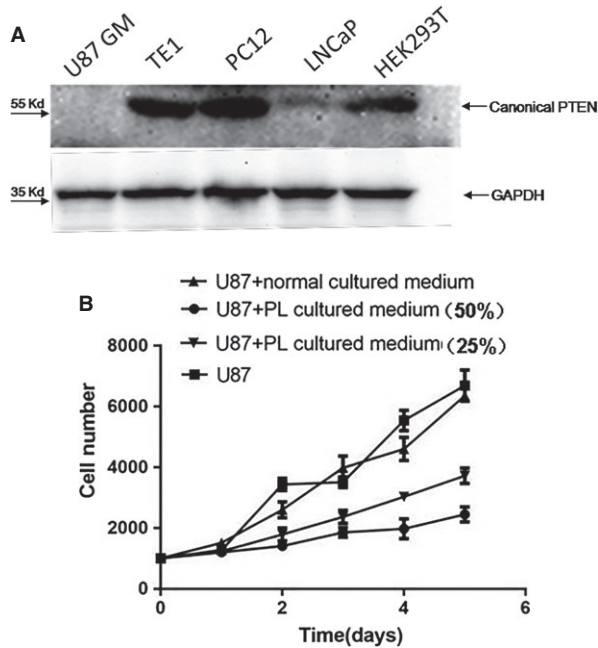 A
U87 GM TE1 PC12 LNCaP HEK293T
55 Kd Canonical PTEN
35 Kd GAPDH
B
U87+normal cultured medium
U87+PL cultured medium (50%)
U87+PL cultured medium (25%)
U87
8000
6000
4000
2000
0
Cell number
0 2 4 6
Time(days)